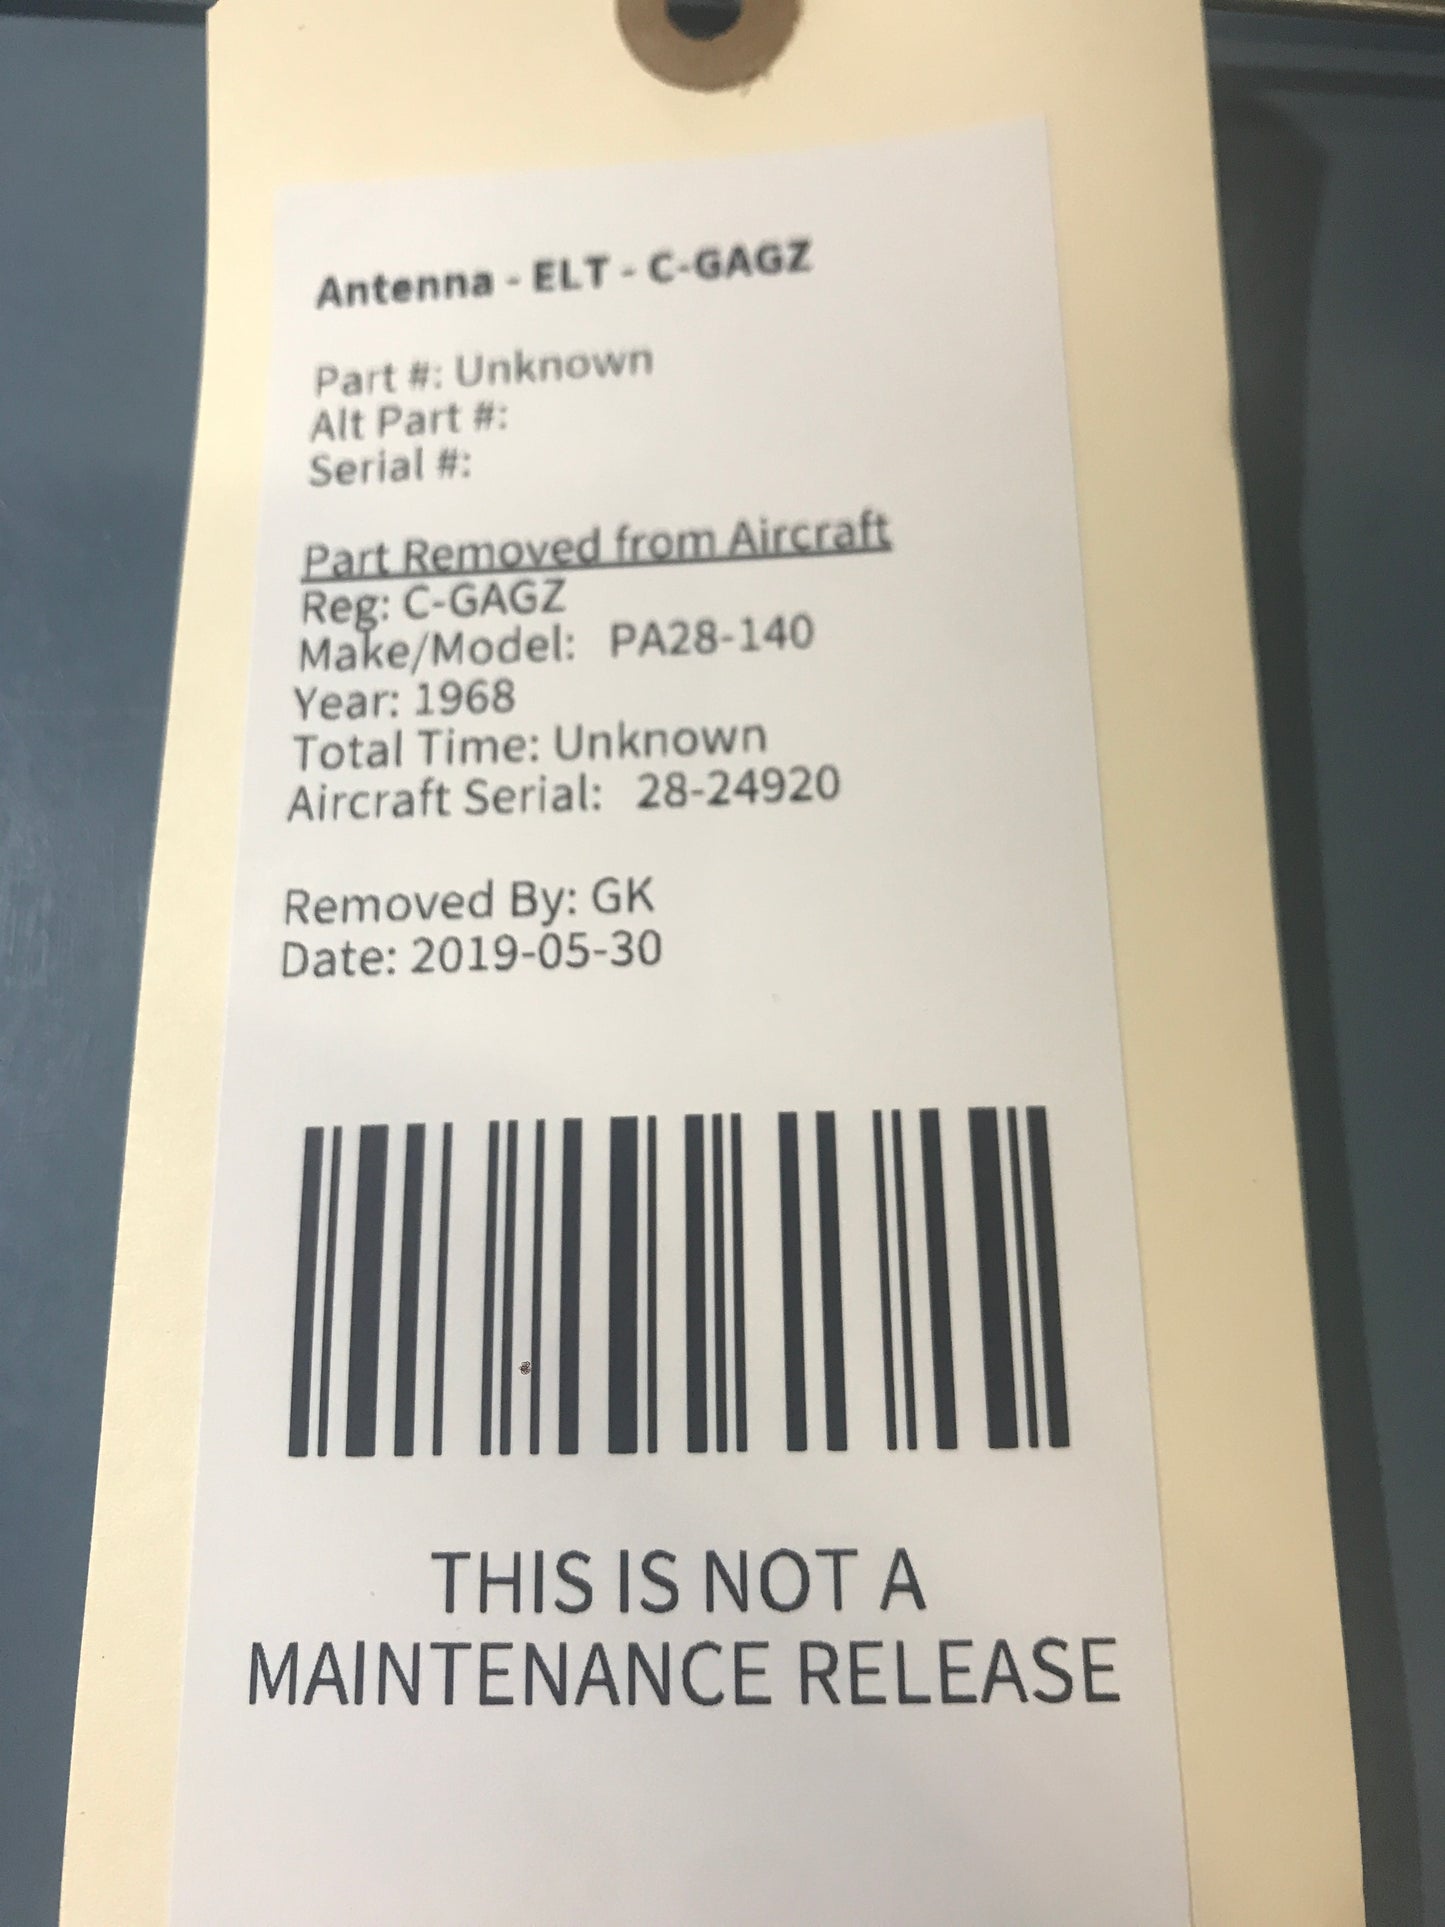 Antenna - ELT - C-GAGZ
Part #: Unknown
Alt Part #:
Serial #:
Part Removed from Aircraft
Reg: C-GAGZ
Make/Model: PA28-140
Year: 1968
Total Time: Unknown
Aircraft Serial: 28-24920
Removed By: GK
Date: 2019-05-30
THIS IS NOT A
MAINTENANCE RELEASE